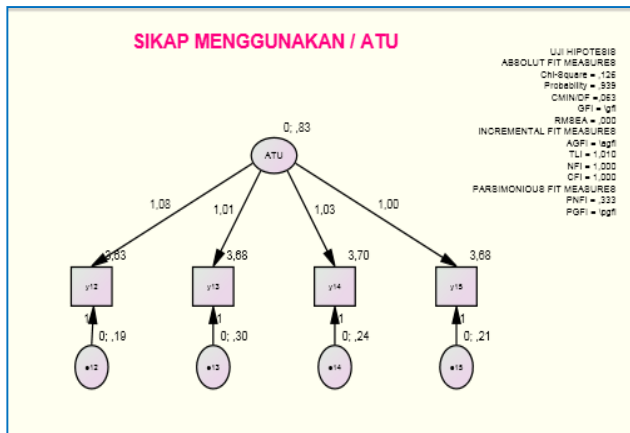 SIKAP MENGGUNAKAN / ATU
UJI HIPOTESIS
ABSOLUT FIT MEASURES
Chi-Square = ,126
Probability = ,939
CMIN/DF = ,063
GFI = \gfi
RMSEA = ,000
INCREMENTAL FIT MEASURES
AGFI = \agfi
TLI = 1,010
NFI = 1,000
CFI = 1,000
PARSIMONIOUS FIT MEASURES
PNFI = ,333
PGFI = \pgfi
0; ,83
ATU
1,08 1,01 1,03 1,00
3,63 3,68 3,70 3,68
y12 y13 y14 y15
1 1 1 1
0; ,19 0; ,30 0; ,24 0; ,21
e12 e13 e14 e15